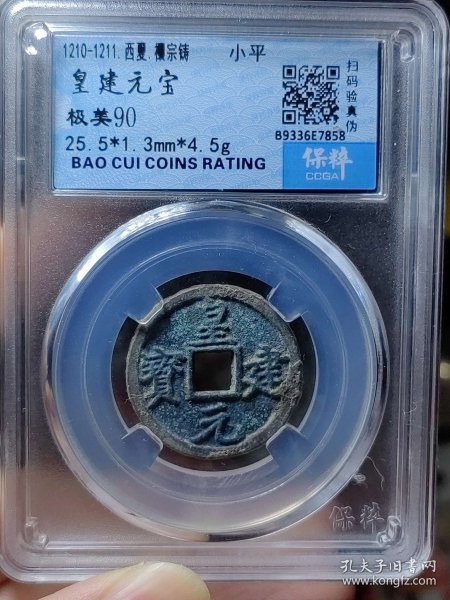 1210-1211.西夏.襄宗铸 小平
皇建元宝
极美90
25.5*1.3mm*4.5g
BAO CUI COINS RATING
扫码验真伪
B9336E7858
保粹
CCGA
皇建元寶
保粹
孔夫子旧书网
www.kongfz.com